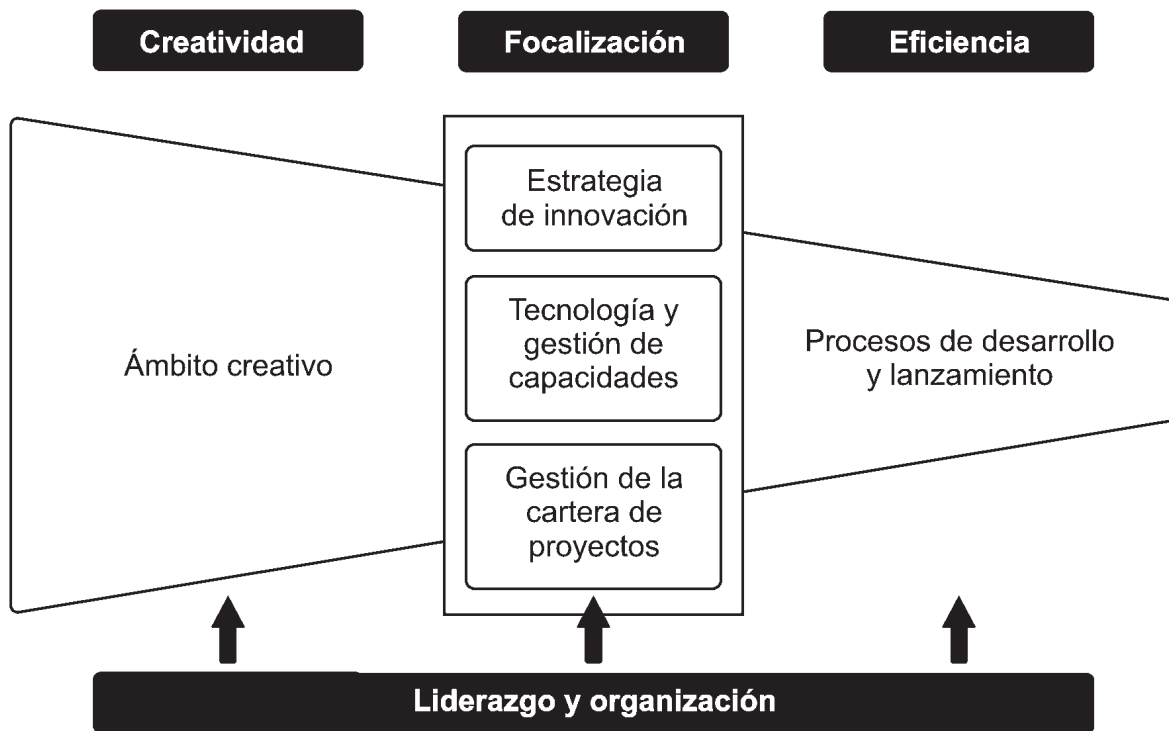 Creatividad
Focalización
Eficiencia
Ámbito creativo
Estrategia
de innovación
Tecnología y
gestión de
capacidades
Gestión de la
cartera de
proyectos
Procesos de desarrollo
y lanzamiento
Liderazgo y organización